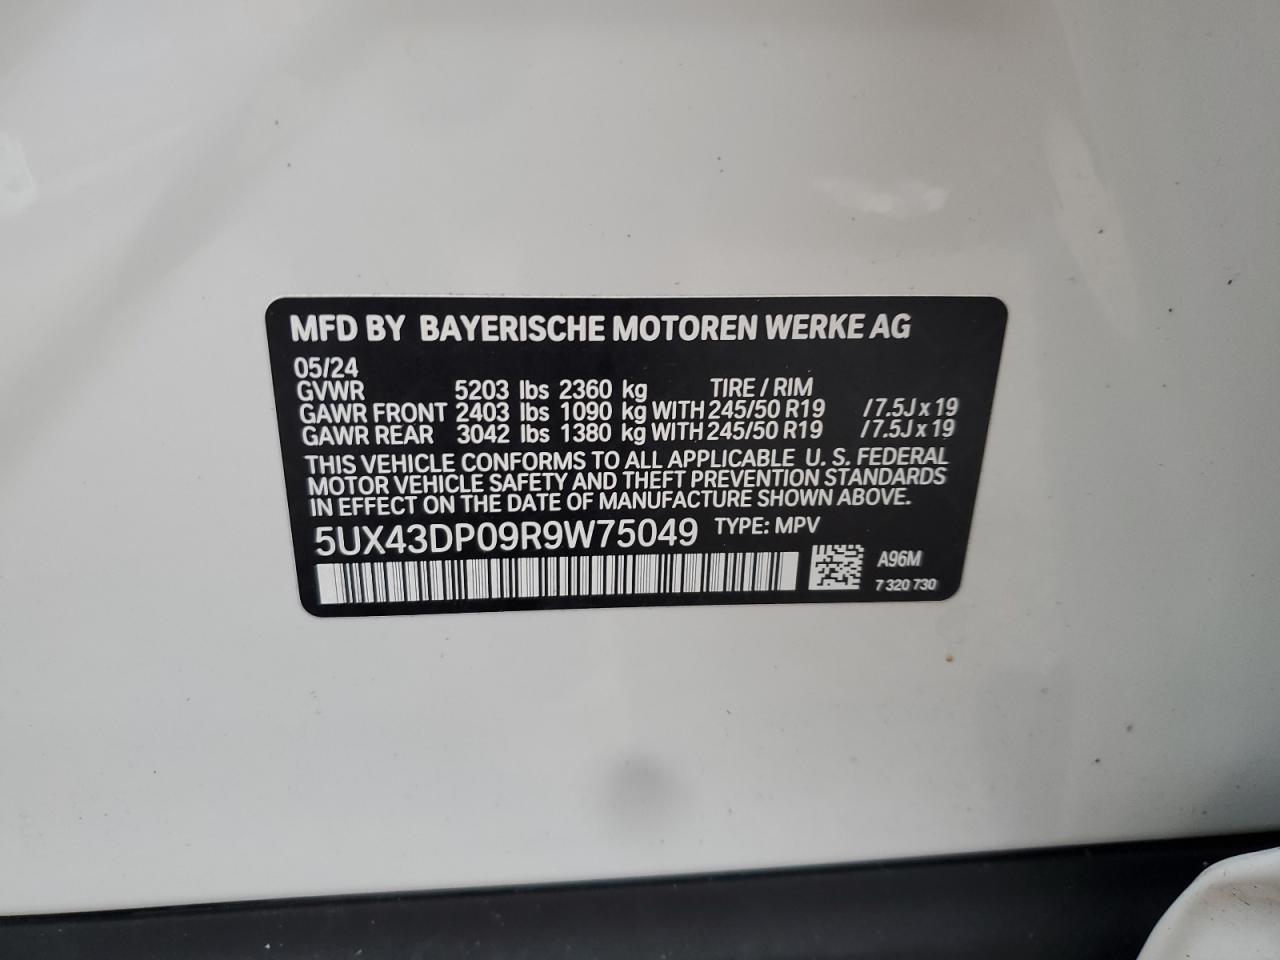 MFD BY BAYERISCHE MOTOREN WERKE AG
05/24
GVWR 5203 lbs 2360 kg TIRE / RIM
GAWR FRONT 2403 lbs 1090 kg WITH 245/50 R19 / 7.5J x 19
GAWR REAR 3042 lbs 1380 kg WITH 245/50 R19 / 7.5J x 19
THIS VEHICLE CONFORMS TO ALL APPLICABLE U. S. FEDERAL
MOTOR VEHICLE SAFETY AND THEFT PREVENTION STANDARDS
IN EFFECT ON THE DATE OF MANUFACTURE SHOWN ABOVE.
5UX43DP09R9W75049 TYPE: MPV
A96M
7 320 730